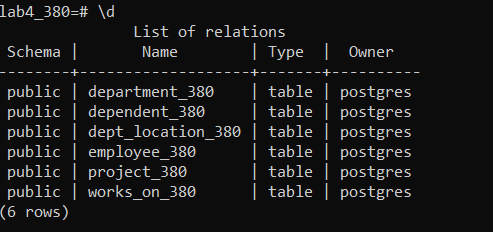 lab4_380=# \d
List of relations
Schema | Name | Type | Owner
--------+-------------------+-------+----------
public | department_380 | table | postgres
public | dependent_380 | table | postgres
public | dept_location_380 | table | postgres
public | employee_380 | table | postgres
public | project_380 | table | postgres
public | works_on_380 | table | postgres
(6 rows)